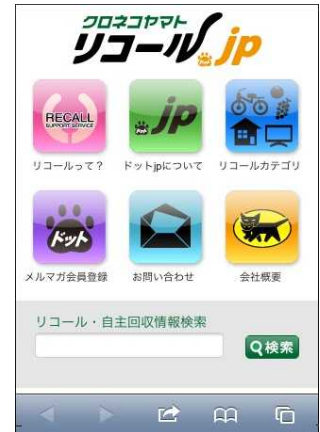 クロネコヤマト
リコール.jp
RECALL
SUPPORT SERVICE
.jp
リコールって？
ドットjpについて
リコールカテゴリ
ドット
メルマガ会員登録
お問い合わせ
会社概要
リコール・自主回収情報検索
検索